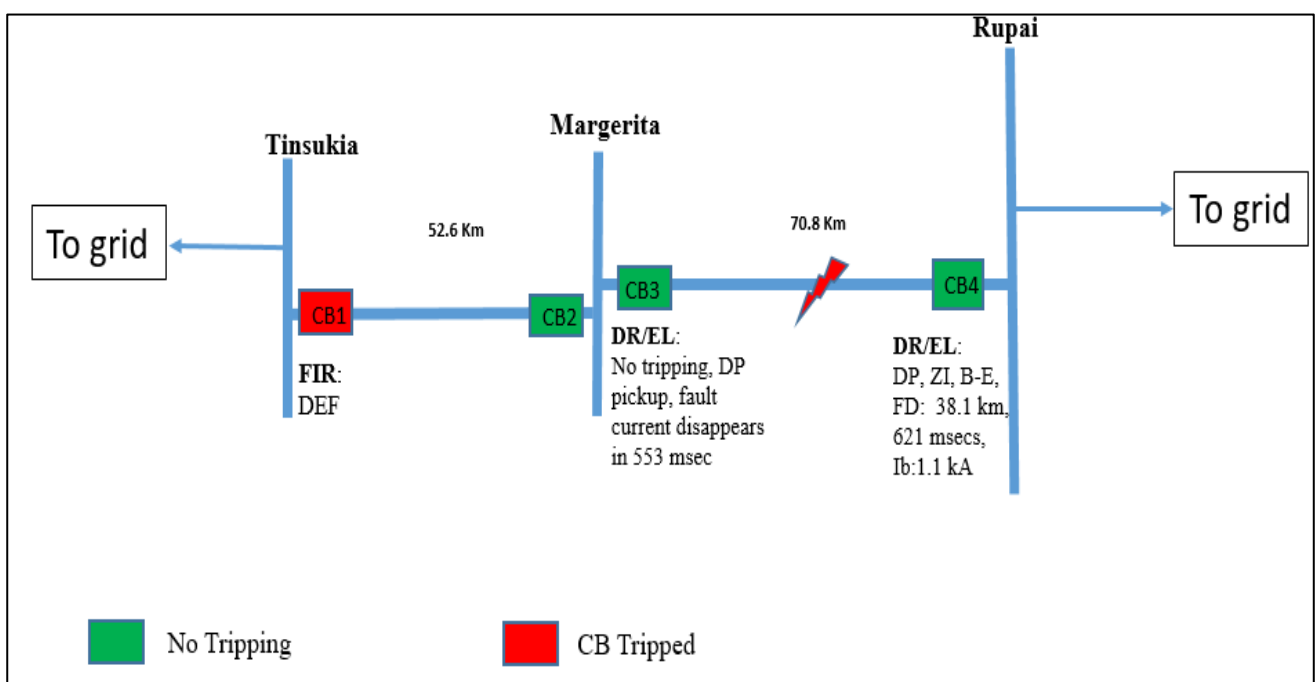 Rupai
Margerita
Tinsukia
To grid
52.6 Km
70.8 Km
To grid
CB1
CB2
CB3
CB4
FIR:
DEF
DR/EL:
No tripping, DP
pickup, fault
current disappears
in 553 msec
DR/EL:
DP, ZI, B-E,
FD: 38.1 km,
621 msecs,
Ib:1.1 kA
No Tripping
CB Tripped